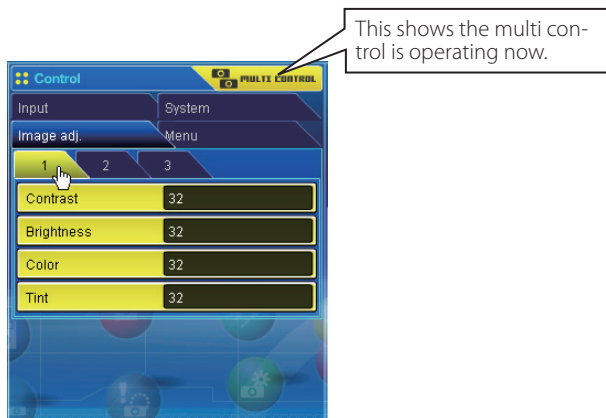 This shows the multi con-
trol is operating now.
Control
MULTI CONTROL
Input
System
Image adj.
Menu
1
2
3
Contrast
32
Brightness
32
Color
32
Tint
32